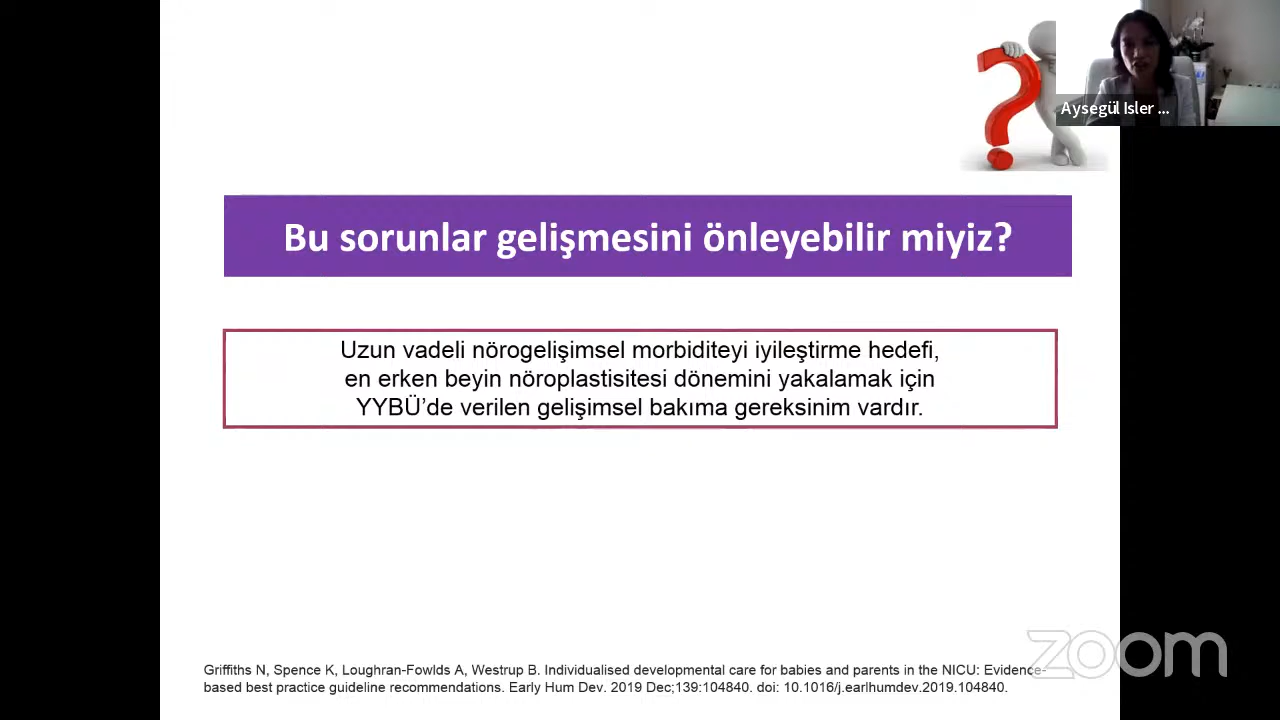 Aysegül Isler ...
Bu sorunlar gelişmesini önleyebilir miyiz?
Uzun vadeli nörogelişimsel morbiditeyi iyileştirme hedefi,
en erken beyin nöroplastisitesi dönemini yakalamak için
YYBÜ’de verilen gelişimsel bakıma gereksinim vardır.
Griffiths N, Spence K, Loughran-Fowlds A, Westrup B. Individualised developmental care for babies and parents in the NICU: Evidence-
based best practice guideline recommendations. Early Hum Dev. 2019 Dec;139:104840. doi: 10.1016/j.earlhumdev.2019.104840.
zoom